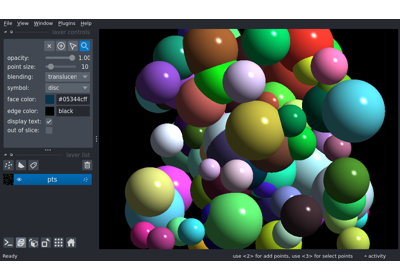 File View Window Plugins Help
layer controls
opacity: 1.00
point size: 10
blending: translucen
symbol: disc
face color: #05344cff
edge color: black
display text:
out of slice:
layer list
pts
Ready use <2> for add points, use <3> for select points activity